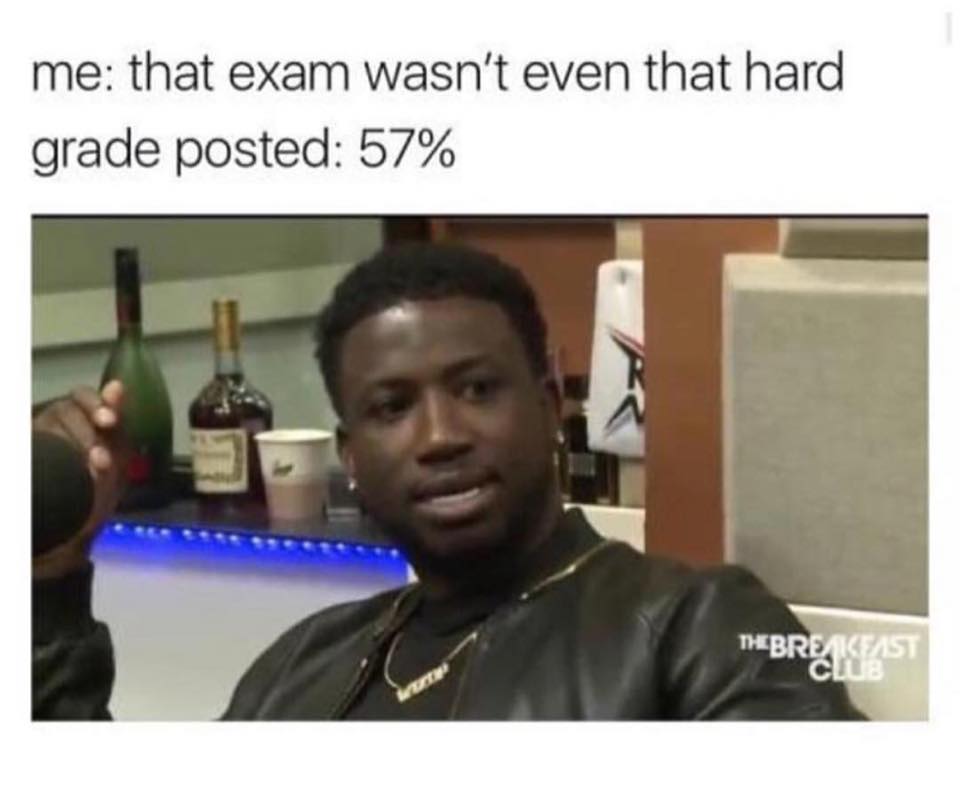 me: that exam wasn't even that hard
grade posted: 57%
THE BREAKFAST
CLUB